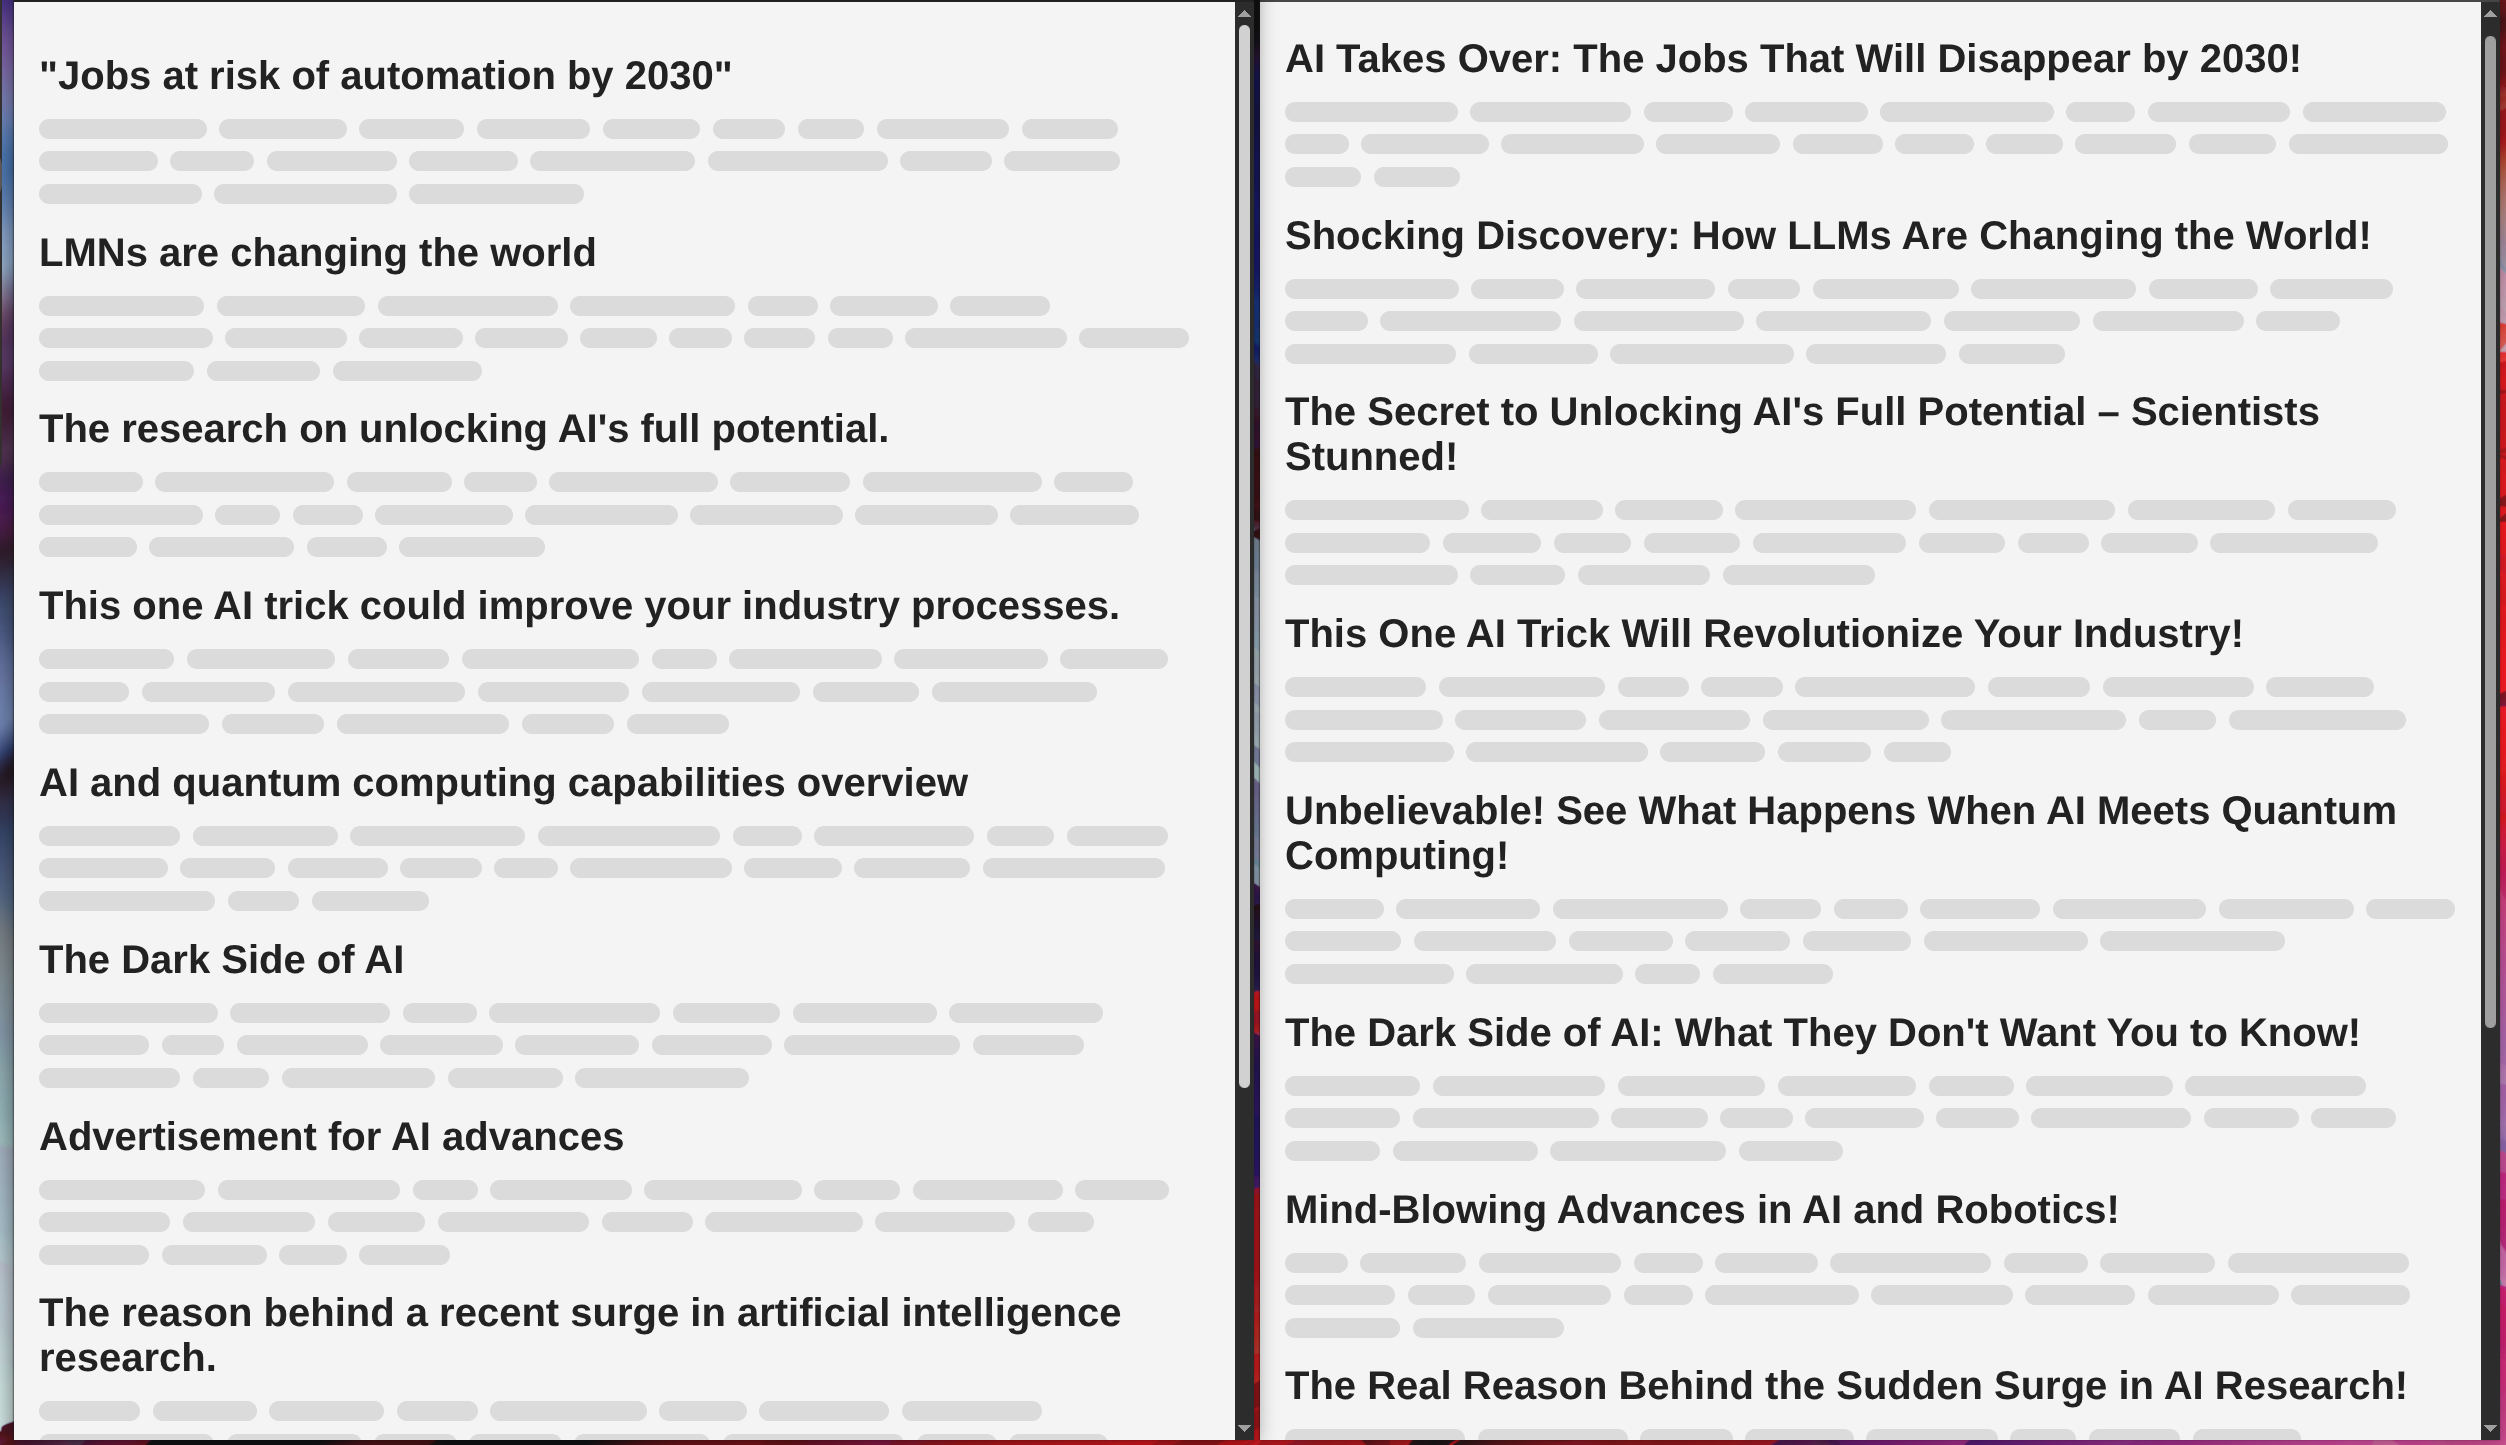 "Jobs at risk of automation by 2030"
LMNs are changing the world
The research on unlocking AI's full potential.
This one AI trick could improve your industry processes.
AI and quantum computing capabilities overview
The Dark Side of AI
Advertisement for AI advances
The reason behind a recent surge in artificial intelligence
research.
AI Takes Over: The Jobs That Will Disappear by 2030!
Shocking Discovery: How LLMs Are Changing the World!
The Secret to Unlocking AI's Full Potential – Scientists
Stunned!
This One AI Trick Will Revolutionize Your Industry!
Unbelievable! See What Happens When AI Meets Quantum
Computing!
The Dark Side of AI: What They Don't Want You to Know!
Mind-Blowing Advances in AI and Robotics!
The Real Reason Behind the Sudden Surge in AI Research!